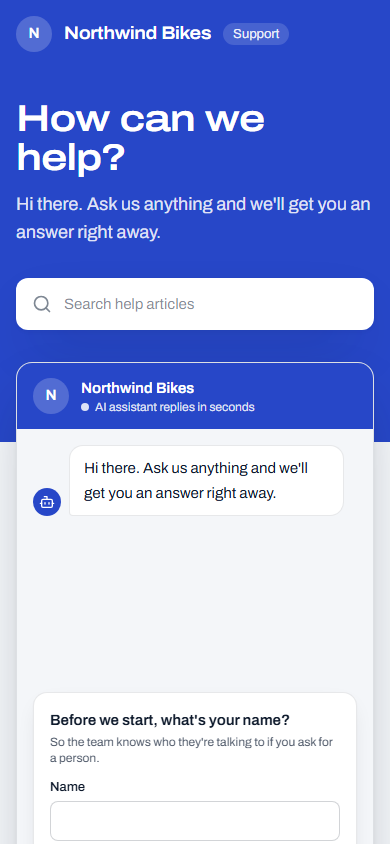 N
Northwind Bikes
Support
How can we
help?
Hi there. Ask us anything and we'll get you an
answer right away.
Search help articles
N
Northwind Bikes
AI assistant replies in seconds
Hi there. Ask us anything and we'll
get you an answer right away.
Before we start, what's your name?
So the team knows who they're talking to if you ask for
a person.
Name